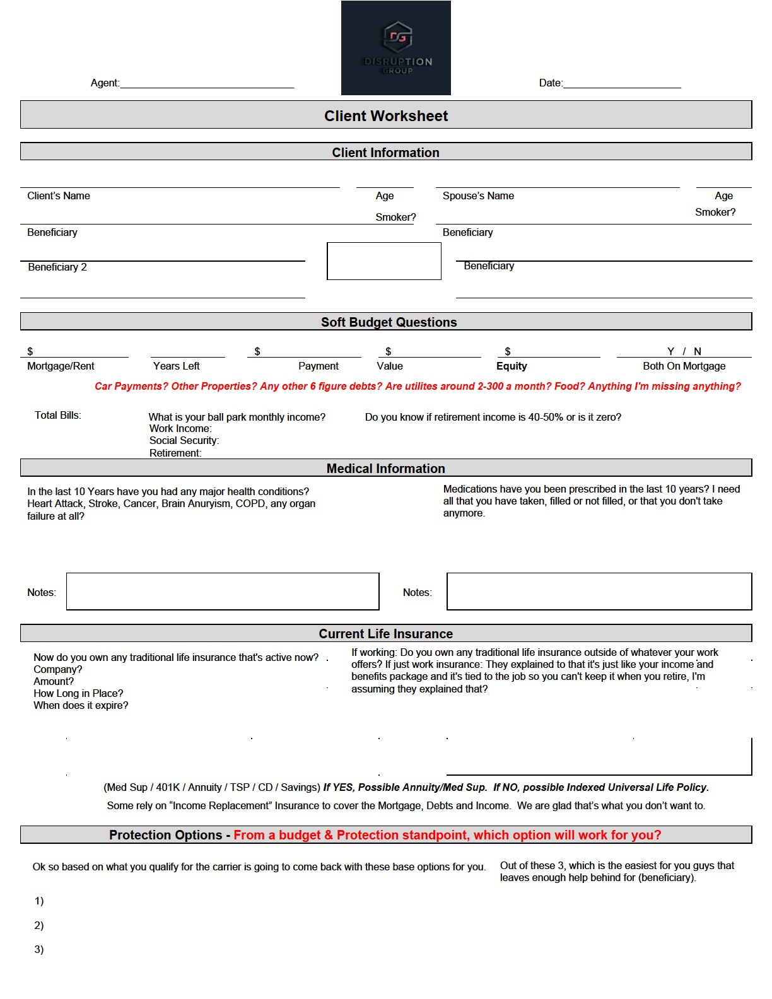 DG
DISRUPTION
GROUP
Agent:______________________________ Date:____________________
Client Worksheet
Client Information
Client’s Name Age Spouse’s Name Age
Smoker? Smoker?
Beneficiary Beneficiary
Beneficiary 2 Beneficiary
Soft Budget Questions
$ $ $ $ Y / N
Mortgage/Rent Years Left Payment Value Equity Both On Mortgage
Car Payments? Other Properties? Any other 6 figure debts? Are utilites around 2-300 a month? Food? Anything I'm missing anything?
Total Bills: What is your ball park monthly income? Do you know if retirement income is 40-50% or is it zero?
Work Income:
Social Security:
Retirement:
Medical Information
In the last 10 Years have you had any major health conditions?
Heart Attack, Stroke, Cancer, Brain Anuryism, COPD, any organ
failure at all?
Medications have you been prescribed in the last 10 years? I need
all that you have taken, filled or not filled, or that you don't take
anymore.
Notes: Notes:
Current Life Insurance
Now do you own any traditional life insurance that's active now?
Company?
Amount?
How Long in Place?
When does it expire?
If working: Do you own any traditional life insurance outside of whatever your work
offers? If just work insurance: They explained to that it's just like your income and
benefits package and it's tied to the job so you can't keep it when you retire, I'm
assuming they explained that?
(Med Sup / 401K / Annuity / TSP / CD / Savings) If YES, Possible Annuity/Med Sup. If NO, possible Indexed Universal Life Policy.
Some rely on “Income Replacement” Insurance to cover the Mortgage, Debts and Income. We are glad that’s what you don’t want to.
Protection Options - From a budget & Protection standpoint, which option will work for you?
Ok so based on what you qualify for the carrier is going to come back with these base options for you.
Out of these 3, which is the easiest for you guys that
leaves enough help behind for (beneficiary).
1)
2)
3)